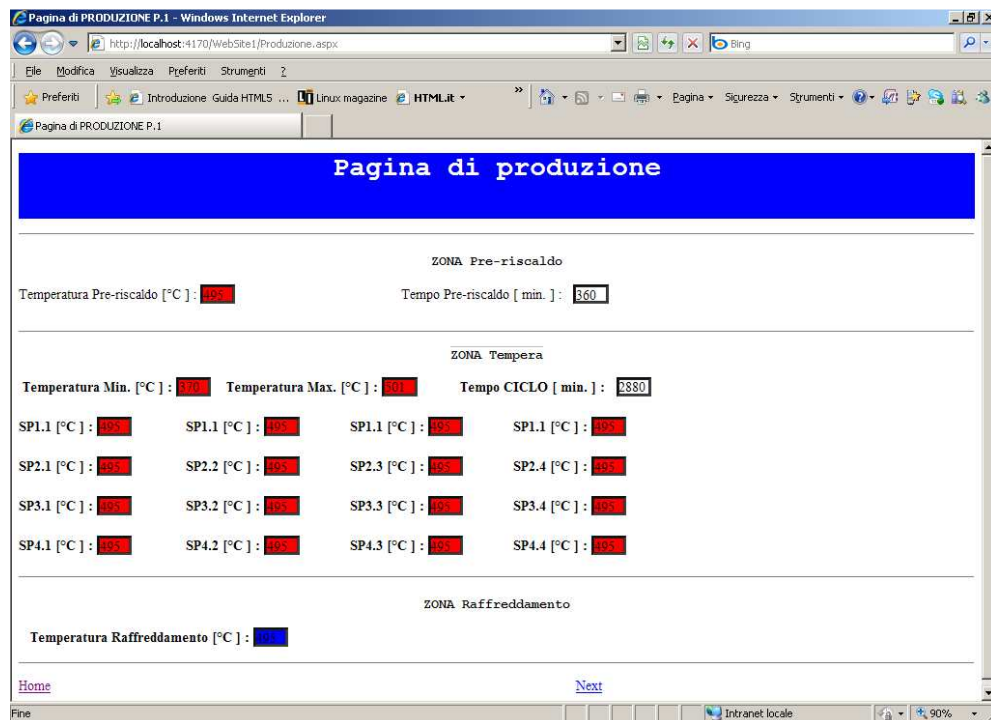 Pagina di PRODUZIONE P.1 - Windows Internet Explorer
http://localhost:4170/WebSite1/Produzione.aspx
Bing
File Modifica Visualizza Preferiti Strumenti ?
Preferiti Introduzione Guida HTML5 ... Linux magazine HTML.it » Pagina Sicurezza Strumenti
Pagina di PRODUZIONE P.1
Pagina di produzione
ZONA Pre-riscaldo
Temperatura Pre-riscaldo [°C ] : 495 Tempo Pre-riscaldo [ min. ] : 360
ZONA Tempera
Temperatura Min. [°C ] : 370 Temperatura Max. [°C ] : 501 Tempo CICLO [ min. ] : 2880
SP1.1 [°C ] : 495 SP1.1 [°C ] : 495 SP1.1 [°C ] : 495 SP1.1 [°C ] : 495
SP2.1 [°C ] : 495 SP2.2 [°C ] : 495 SP2.3 [°C ] : 495 SP2.4 [°C ] : 495
SP3.1 [°C ] : 495 SP3.2 [°C ] : 495 SP3.3 [°C ] : 495 SP3.4 [°C ] : 495
SP4.1 [°C ] : 495 SP4.2 [°C ] : 495 SP4.3 [°C ] : 495 SP4.4 [°C ] : 495
ZONA Raffreddamento
Temperatura Raffreddamento [°C ] : 495
Home Next
Fine Intranet locale 90%